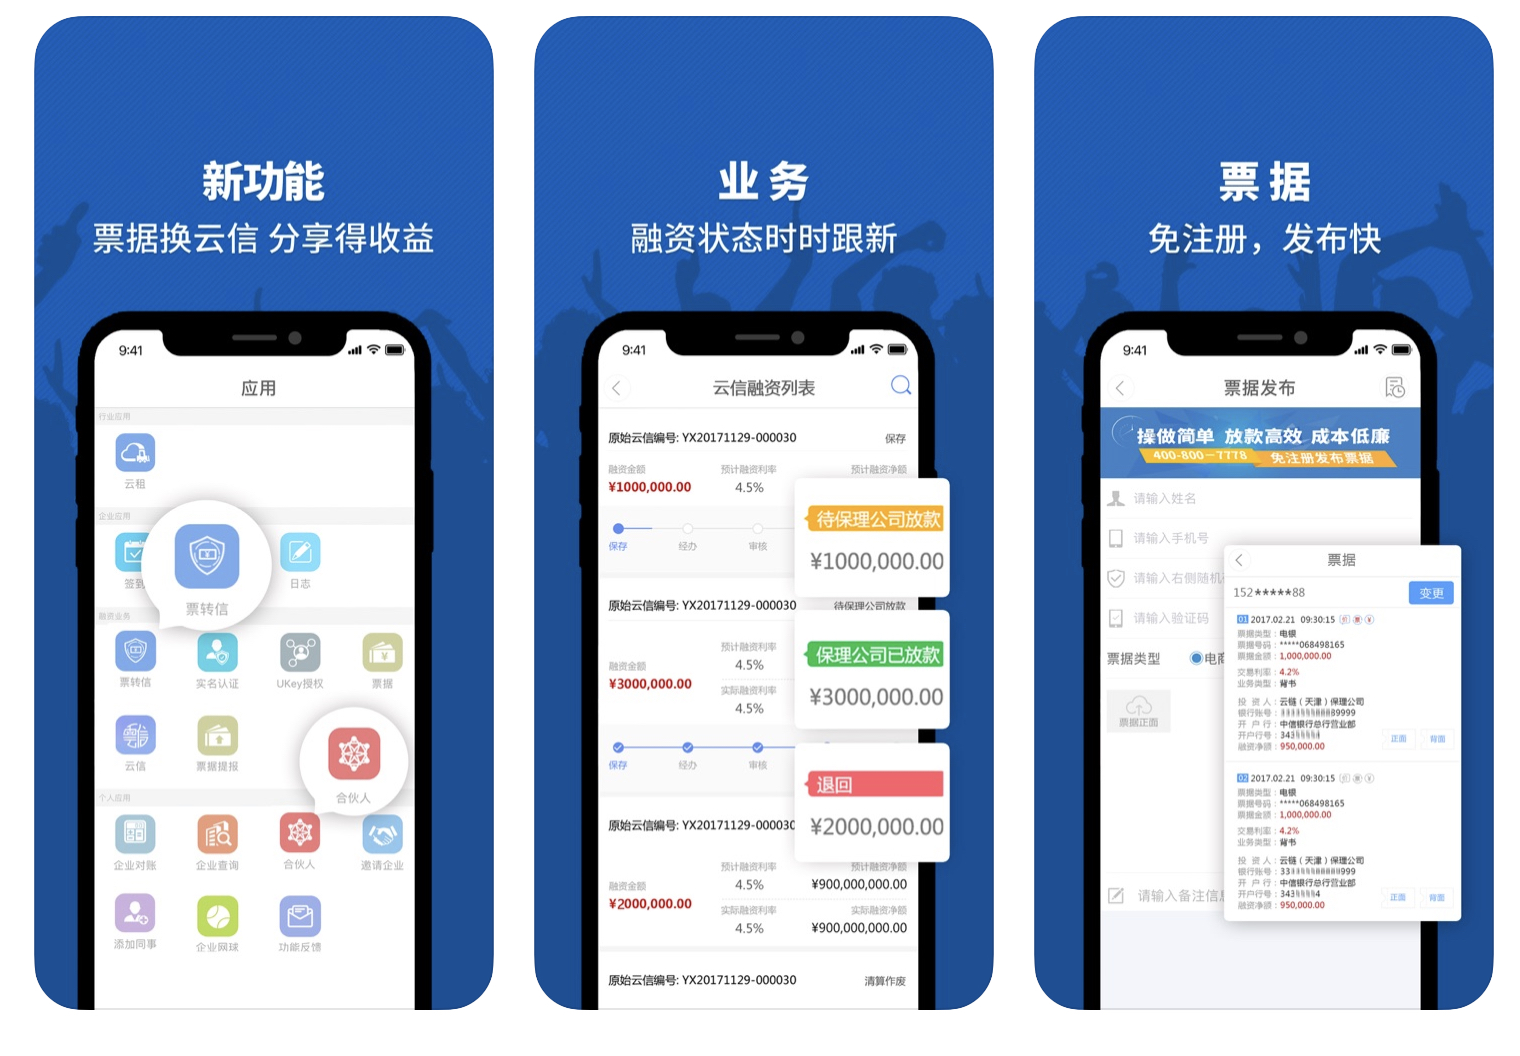 新功能
票据换云信 分享得收益
9:41
应用
行业应用
云租
企业应用
签到
日志
票转信
融资业务
票转信
实名认证
UKey授权
票据
云信
票据提报
合伙人
个人应用
企业对账
企业查询
合伙人
邀请企业
添加同事
企业网球
功能反馈
业务
融资状态时时跟新
9:41
云信融资列表
原始云信编号: YX20171129-000030
保存
融资金额
预计融资利率
预计融资净额
¥1000,000.00
4.5%
待保理公司放款
¥1000,000.00
保存
经办
审核
原始云信编号: YX20171129-000030
待保理公司放款
预计融资利率
4.5%
融资金额
¥3000,000.00
实际融资利率
4.5%
保理公司已放款
¥3000,000.00
保存
经办
审核
退回
¥2000,000.00
原始云信编号: YX20171129-000030
预计融资利率
预计融资净额
4.5%
¥900,000,000.00
融资金额
¥2000,000.00
实际融资利率
实际融资净额
4.5%
¥900,000,000.00
原始云信编号: YX20171129-000030
清算作废
票据
免注册，发布快
9:41
票据发布
操做简单 放款高效 成本低廉
400-800-7778 免注册发布票据
请输入姓名
请输入手机号
请输入右侧随机
请输入验证码
票据类型
电商
票据正面
请输入备注信息
票据
152*****88
变更
01 2017.02.21 09:30:15
票据类型：电银
票据号码：*****068498165
票据金额：1,000,000.00
交易利率：4.2%
业务类型：背书
投 资 人：云链（天津）保理公司
银行账号：
开 户 行：中信银行总行营业部
开户行号：
融资净额：950,000.00
正面
背面
02 2017.02.21 09:30:15
票据类型：电银
票据号码：*****068498165
票据金额：1,000,000.00
交易利率：4.2%
业务类型：背书
投 资 人：云链（天津）保理公司
银行账号：
开 户 行：中信银行总行营业部
开户行号：
融资净额：950,000.00
正面
背面